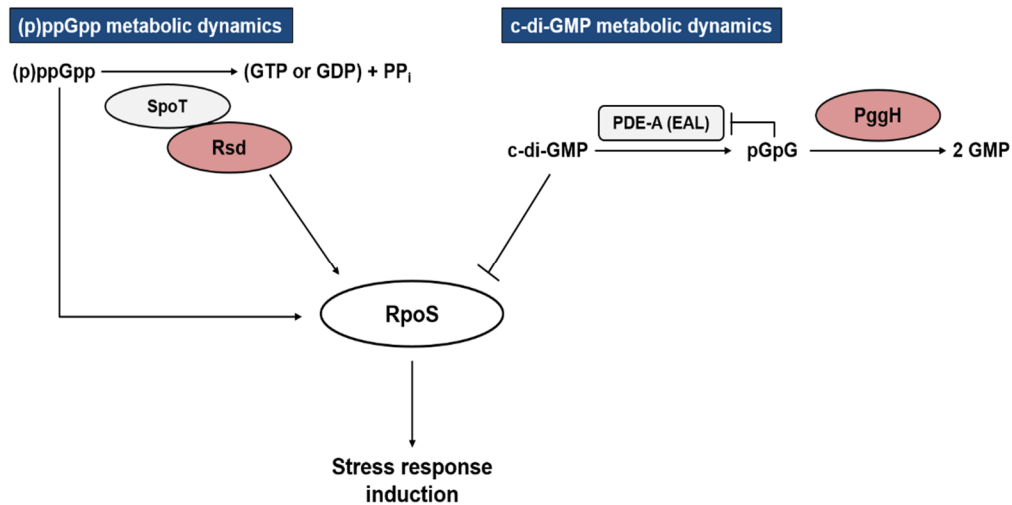 (p)ppGpp metabolic dynamics
c-di-GMP metabolic dynamics
(p)ppGpp
(GTP or GDP) + PPi
SpoT
Rsd
PDE-A (EAL)
PggH
c-di-GMP
pGpG
2 GMP
RpoS
Stress response
induction